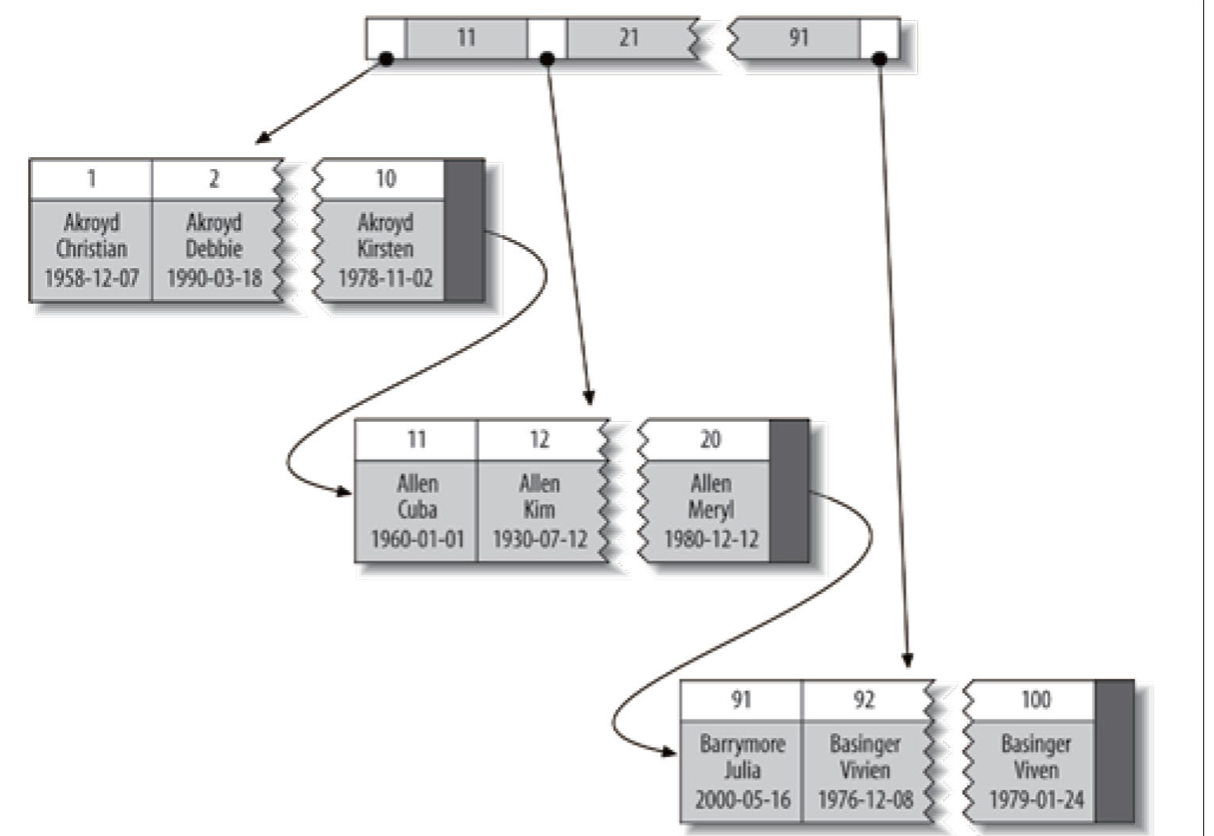 11 21 91
1 2 10
Akroyd Akroyd Akroyd
Christian Debbie Kirsten
1958-12-07 1990-03-18 1978-11-02
11 12 20
Allen Allen Allen
Cuba Kim Meryl
1960-01-01 1930-07-12 1980-12-12
91 92 100
Barrymore Basinger Basinger
Julia Vivien Viven
2000-05-16 1976-12-08 1979-01-24